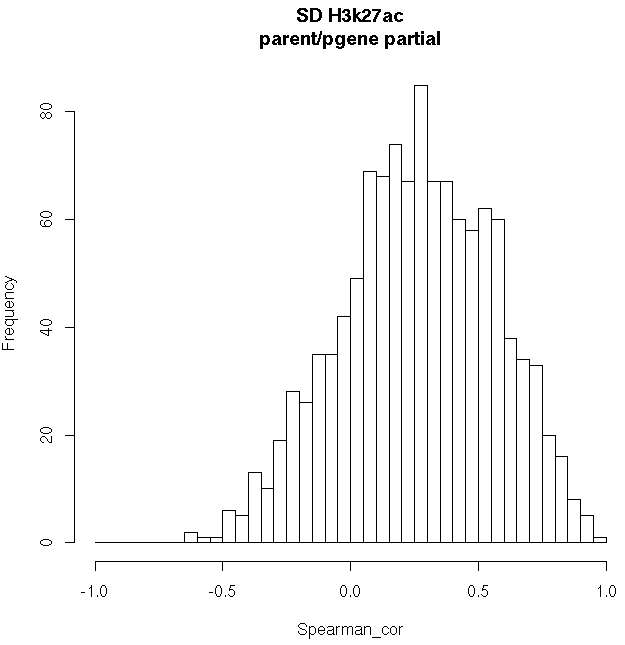 SD H3k27ac
parent/pgene partial
Frequency
80
60
40
20
0
-1.0 -0.5 0.0 0.5 1.0
Spearman_cor